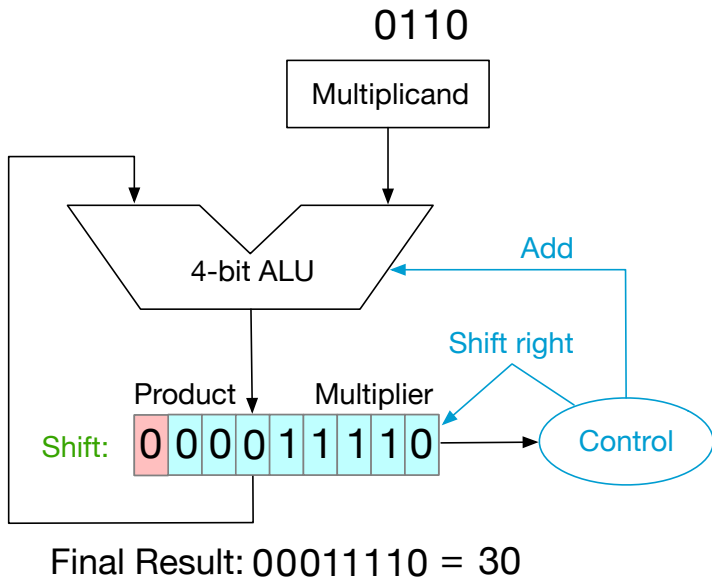 0110
Multiplicand
4-bit ALU
Add
Shift right
Product Multiplier
Shift: 0 0 0 0 1 1 1 1 0
Control
Final Result: 00011110 = 30